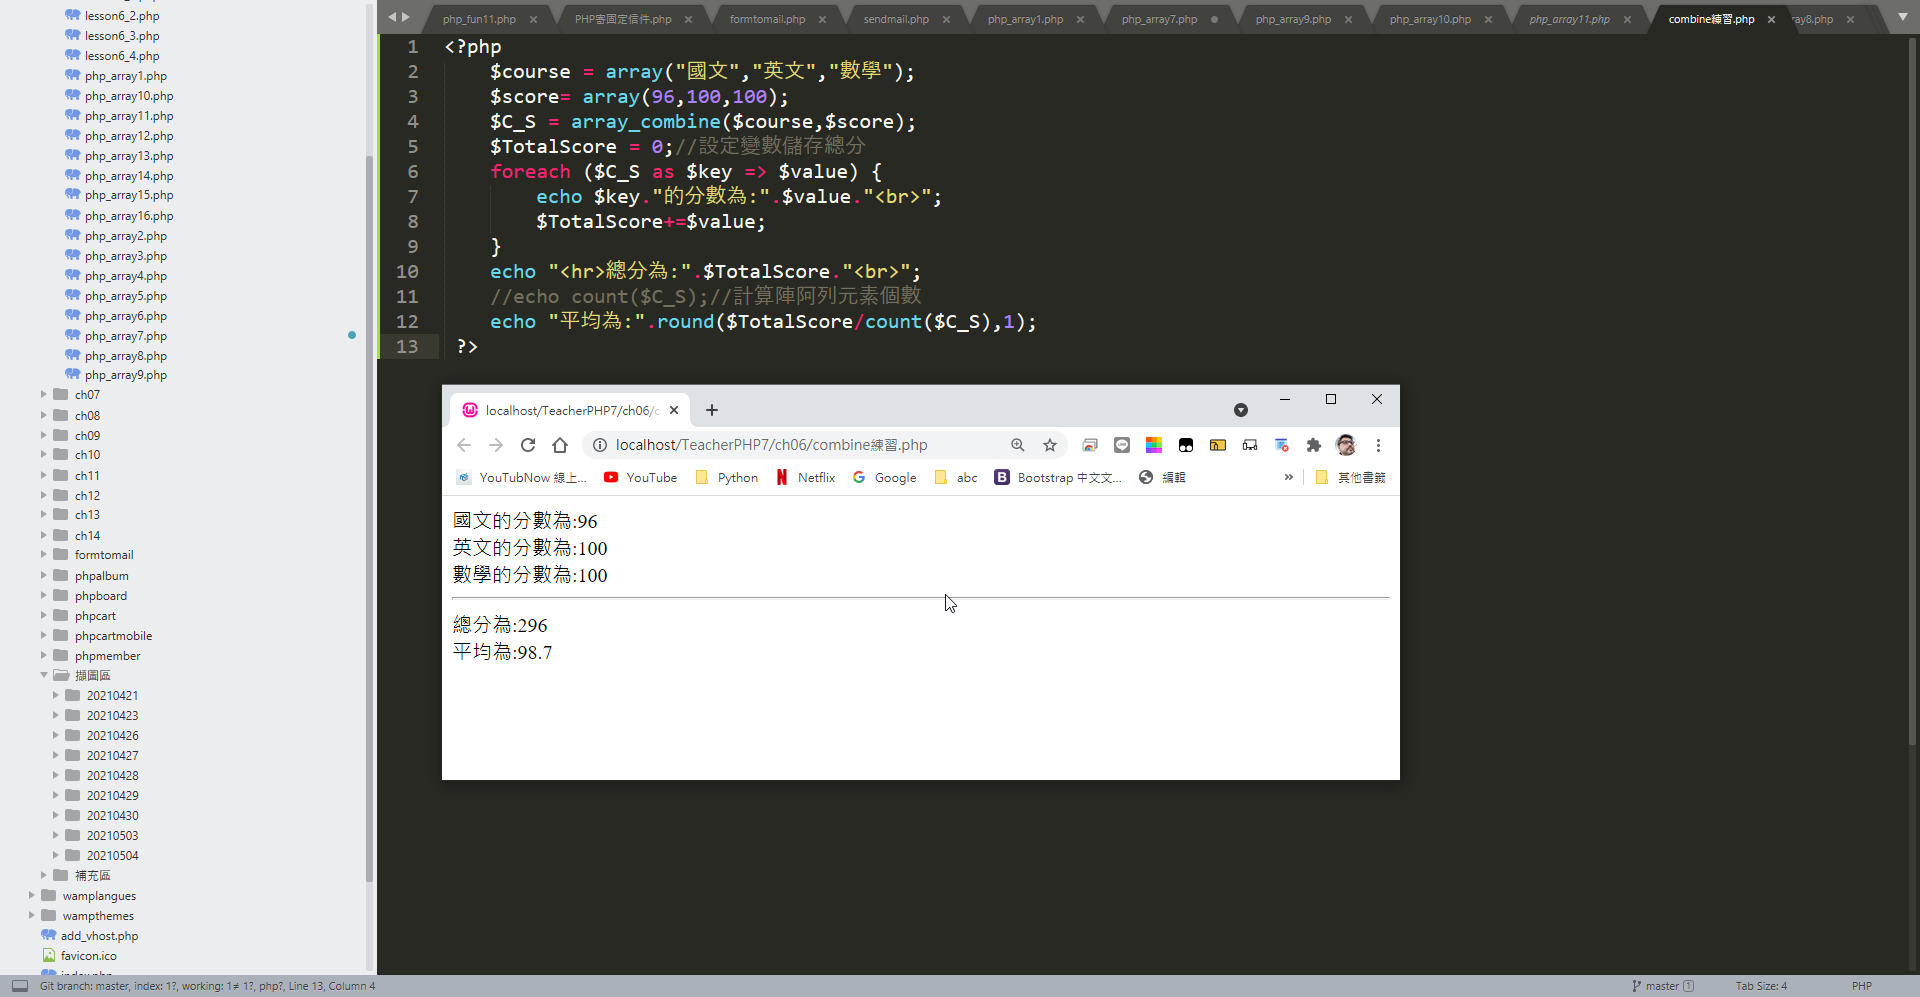 lesson6_2.php
lesson6_3.php
lesson6_4.php
php_array1.php
php_array10.php
php_array11.php
php_array12.php
php_array13.php
php_array14.php
php_array15.php
php_array16.php
php_array2.php
php_array3.php
php_array4.php
php_array5.php
php_array6.php
php_array7.php
php_array8.php
php_array9.php
ch07
ch08
ch09
ch10
ch11
ch12
ch13
ch14
formtomail
phpalbum
phpboard
phpcart
phpcartmobile
phpmember
擷圖區
20210421
20210423
20210426
20210427
20210428
20210429
20210430
20210503
20210504
補充區
wamplangues
wampthemes
add_vhost.php
favicon.ico
index.php
php_fun11.php PHP寄固定信件.php formtomail.php sendmail.php php_array1.php php_array7.php php_array9.php php_array10.php php_array11.php combine練習.php ray8.php
1 <?php
2 $course = array("國文","英文","數學");
3 $score= array(96,100,100);
4 $C_S = array_combine($course,$score);
5 $TotalScore = 0;//設定變數儲存總分
6 foreach ($C_S as $key => $value) {
7 echo $key."的分數為:".$value."<br>";
8 $TotalScore+=$value;
9 }
10 echo "<hr>總分為:".$TotalScore."<br>";
11 //echo count($C_S);//計算陣阿列元素個數
12 echo "平均為:".round($TotalScore/count($C_S),1);
13 ?>
localhost/TeacherPHP7/ch06/c
localhost/TeacherPHP7/ch06/combine練習.php
YouTubNow 線上... YouTube Python Netflix Google abc Bootstrap 中文文... 編輯 » 其他書籤
國文的分數為:96
英文的分數為:100
數學的分數為:100
總分為:296
平均為:98.7
Git branch: master, index: 1?, working: 1≠ 1?, php?, Line 13, Column 4 master 1 Tab Size: 4 PHP